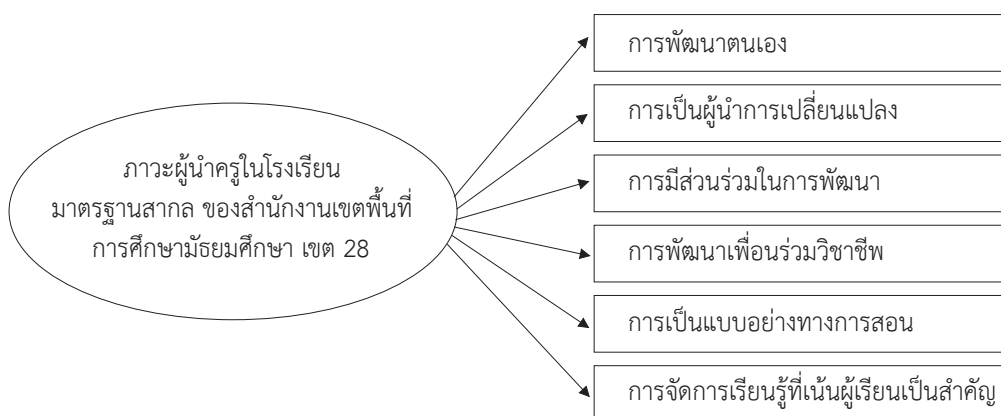 ภาวะผู้นำครูในโรงเรียน
มาตรฐานสากล ของสำนักงานเขตพื้นที่
การศึกษามัธยมศึกษา เขต 28
การพัฒนาตนเอง
การเป็นผู้นำการเปลี่ยนแปลง
การมีส่วนร่วมในการพัฒนา
การพัฒนาเพื่อนร่วมวิชาชีพ
การเป็นแบบอย่างทางการสอน
การจัดการเรียนรู้ที่เน้นผู้เรียนเป็นสำคัญ